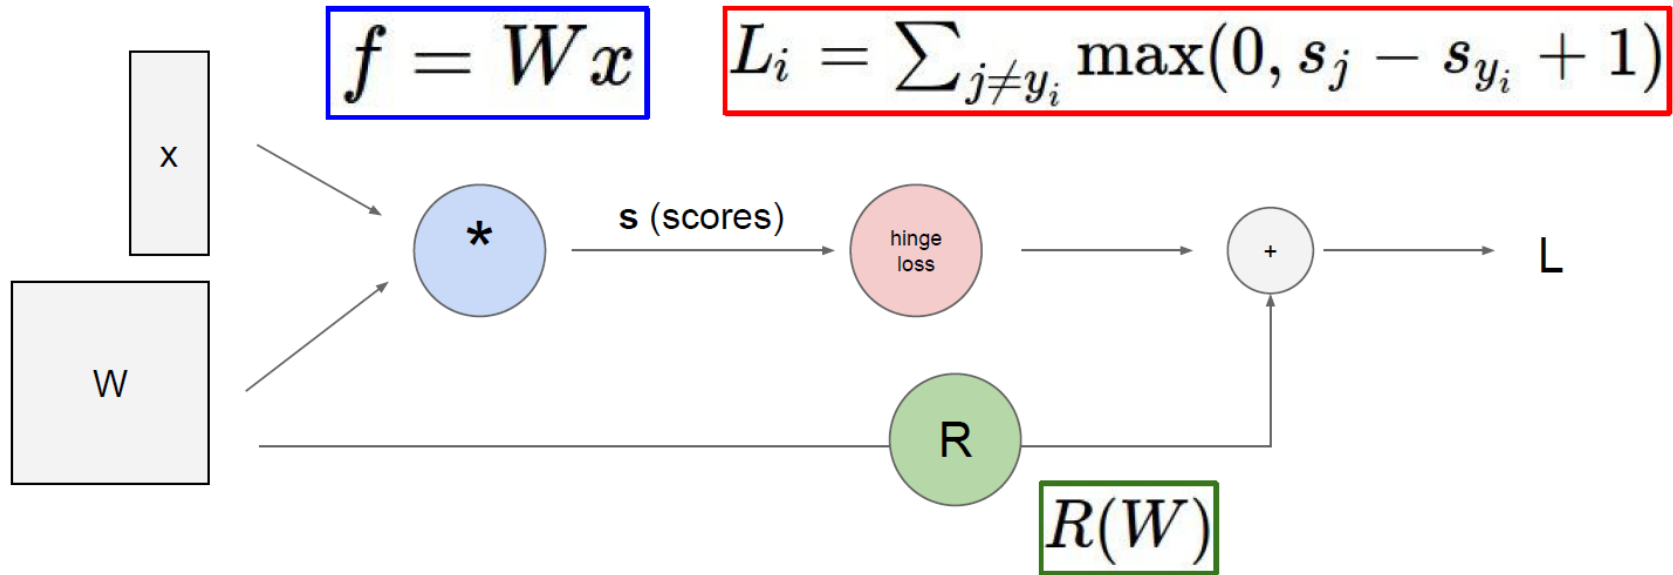 f = Wx
L_i = ∑_{j≠y_i} max(0, s_j − s_{y_i} + 1)
x
*
s (scores)
hinge
loss
+
L
W
R
R(W)